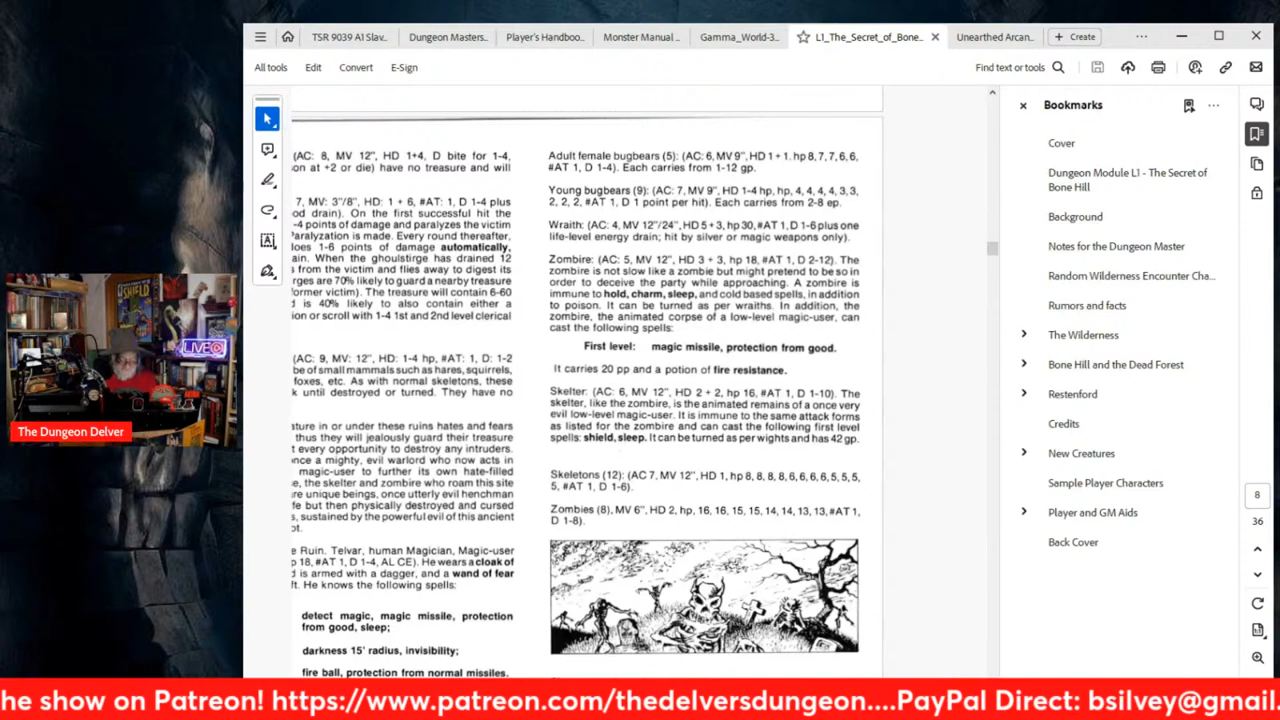 TSR 9039 A1 Slav..
Dungeon Masters..
Player's Handboo...
Monster Manual ...
Gamma_World-3...
L1_The_Secret_of_Bone...
Unearthed Arcan...
Create
All tools
Edit
Convert
E-Sign
Find text or tools
(AC: 8, MV 12", HD 1+4, D bite for 1-4,
on at +2 or die) have no treasure and will
7, MV: 3"/8", HD: 1 + 6, #AT: 1, D 1-4 plus
od drain). On the first successful hit the
-4 points of damage and paralyzes the victim
Paralyzation is made. Every round thereafter,
loes 1-6 points of damage automatically,
ain. When the ghoulstirge has drained 12
s from the victim and flies away to digest its
rges are 70% likely to guard a nearby treasure
former victim). The treasure will contain 6-60
d is 40% likely to also contain either a
ion or scroll with 1-4 1st and 2nd level clerical
(AC: 9, MV: 12", HD: 1-4 hp, #AT: 1, D: 1-2
be of small mammals such as hares, squirrels,
foxes, etc. As with normal skeletons, these
k until destroyed or turned. They have no
ature in or under these ruins hates and fears
thus they will jealously guard their treasure
t every opportunity to destroy any intruders.
once a mighty, evil warlord who now acts in
magic-user to further its own hate-filled
e, the skelter and zombire who roam this site
re unique beings, once utterly evil henchman
fe but then physically destroyed and cursed
s, sustained by the powerful evil of this ancient
ot.
e Ruin. Telvar, human Magician, Magic-user
p 18, #AT 1, D 1-4, AL CE). He wears a cloak of
d is armed with a dagger, and a wand of fear
ft. He knows the following spells:
detect magic, magic missile, protection
from good, sleep;
darkness 15' radius, invisibility;
fire ball, protection from normal missiles.
Adult female bugbears (5): (AC: 6, MV 9", HD 1 + 1. hp 8, 7, 7, 6, 6,
#AT 1, D 1-4). Each carries from 1-12 gp.
Young bugbears (9): (AC: 7, MV 9", HD 1-4 hp, hp, 4, 4, 4, 4, 3, 3,
2, 2, 2, #AT 1, D 1 point per hit). Each carries from 2-8 ep.
Wraith: (AC: 4, MV 12"/24", HD 5 + 3, hp 30, #AT 1, D 1-6 plus one
life-level energy drain; hit by silver or magic weapons only).
Zombire: (AC: 5, MV 12", HD 3 + 3, hp 18, #AT 1, D 2-12). The
zombire is not slow like a zombie but might pretend to be so in
order to deceive the party while approaching. A zombire is
immune to hold, charm, sleep, and cold based spells, in addition
to poison. It can be turned as per wraiths. In addition, the
zombire, the animated corpse of a low-level magic-user, can
cast the following spells:
First level: magic missile, protection from good.
It carries 20 pp and a potion of fire resistance.
Skelter: (AC: 6, MV 12", HD 2 + 2, hp 16, #AT 1, D 1-10). The
skelter, like the zombire, is the animated remains of a once very
evil low-level magic-user. It is immune to the same attack forms
as listed for the zombire and can cast the following first level
spells: shield, sleep. It can be turned as per wights and has 42 gp.
Skeletons (12): (AC 7, MV 12", HD 1, hp 8, 8, 8, 8, 6, 6, 6, 6, 5, 5, 5,
5, #AT 1, D 1-6).
Zombies (8), MV 6", HD 2, hp, 16, 16, 15, 15, 14, 14, 13, 13, #AT 1,
D 1-8).
Bookmarks
Cover
Dungeon Module L1 - The Secret of
Bone Hill
Background
Notes for the Dungeon Master
Random Wilderness Encounter Cha...
Rumors and facts
The Wilderness
Bone Hill and the Dead Forest
Restenford
Credits
New Creatures
Sample Player Characters
Player and GM Aids
Back Cover
8
36
LIVE
The Dungeon Delver
he show on Patreon! https://www.patreon.com/thedelversdungeon....PayPal Direct: bsilvey@gmail.